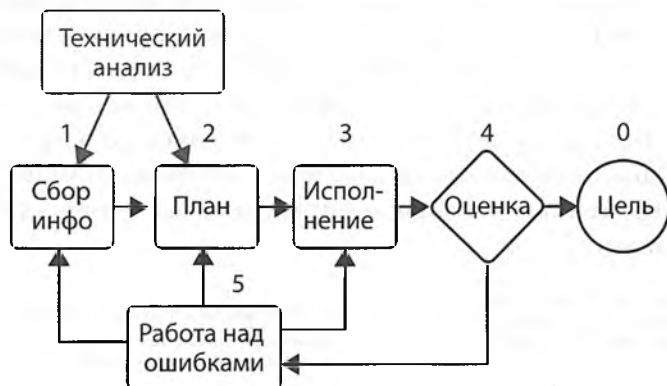 Технический
анализ
1
2
3
4
0
Сбор
инфо
План
Испол-
нение
Оценка
Цель
5
Работа над
ошибками